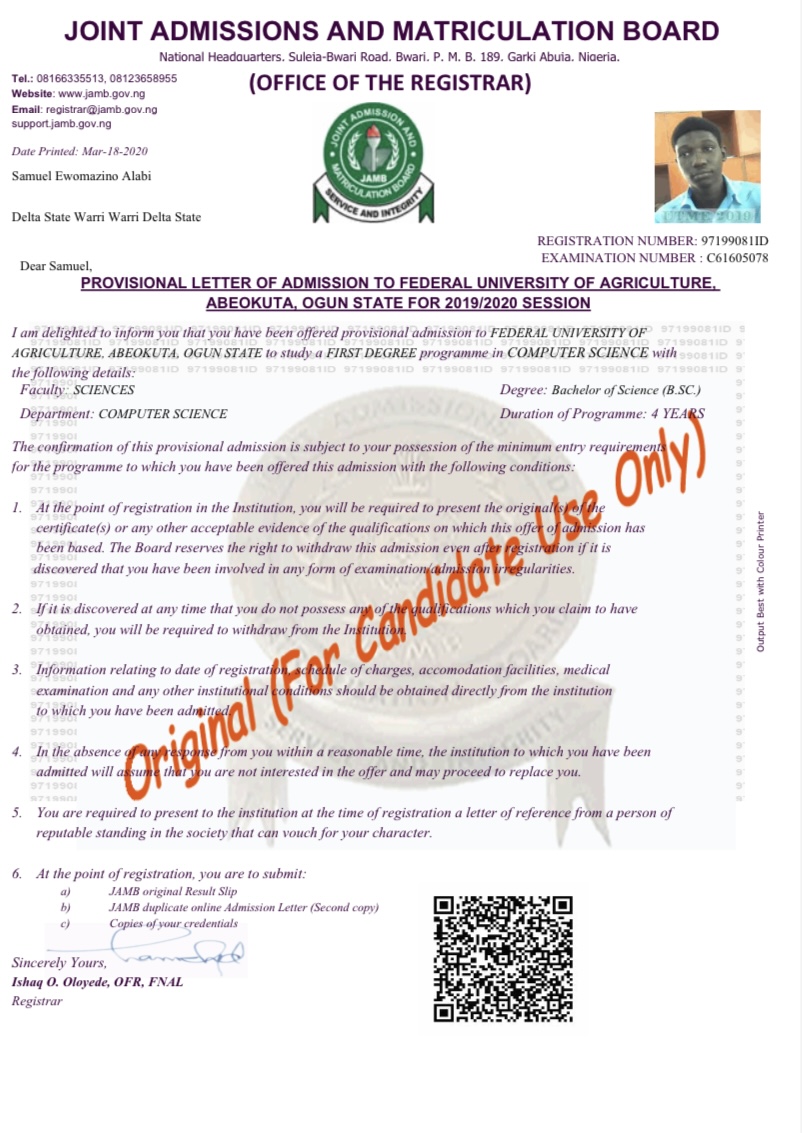 JOINT ADMISSIONS AND MATRICULATION BOARD
National Headquarters, Suleja-Bwari Road, Bwari, P. M. B. 189, Garki Abuja, Nigeria.
(OFFICE OF THE REGISTRAR)
Tel.: 08166335513, 08123658955
Website: www.jamb.gov.ng
Email: registrar@jamb.gov.ng
support.jamb.gov.ng
Date Printed: Mar-18-2020
Samuel Ewomazino Alabi
Delta State Warri Warri Delta State
JOINT ADMISSIONS AND
MATRICULATION BOARD
JAMB
SERVICE AND INTEGRITY
UTME 2019
REGISTRATION NUMBER: 97199081ID
EXAMINATION NUMBER : C61605078
Dear Samuel,
PROVISIONAL LETTER OF ADMISSION TO FEDERAL UNIVERSITY OF AGRICULTURE,
ABEOKUTA, OGUN STATE FOR 2019/2020 SESSION
I am delighted to inform you that you have been offered provisional admission to FEDERAL UNIVERSITY OF
AGRICULTURE, ABEOKUTA, OGUN STATE to study a FIRST DEGREE programme in COMPUTER SCIENCE with
the following details:
Faculty: SCIENCES
Degree: Bachelor of Science (B.SC.)
Department: COMPUTER SCIENCE
Duration of Programme: 4 YEARS
The confirmation of this provisional admission is subject to your possession of the minimum entry requirements
for the programme to which you have been offered this admission with the following conditions:
1. At the point of registration in the Institution, you will be required to present the original(s) of the
certificate(s) or any other acceptable evidence of the qualifications on which this offer of admission has
been based. The Board reserves the right to withdraw this admission even after registration if it is
discovered that you have been involved in any form of examination/admission irregularities.
2. If it is discovered at any time that you do not possess any of the qualifications which you claim to have
obtained, you will be required to withdraw from the Institution.
3. Information relating to date of registration, schedule of charges, accomodation facilities, medical
examination and any other institutional conditions should be obtained directly from the institution
to which you have been admitted.
4. In the absence of any response from you within a reasonable time, the institution to which you have been
admitted will assume that you are not interested in the offer and may proceed to replace you.
5. You are required to present to the institution at the time of registration a letter of reference from a person of
reputable standing in the society that can vouch for your character.
6. At the point of registration, you are to submit:
a) JAMB original Result Slip
b) JAMB duplicate online Admission Letter (Second copy)
c) Copies of your credentials
Sincerely Yours,
Ishaq O. Oloyede, OFR, FNAL
Registrar
Original (For Candidate Use Only)
Output Best with Colour Printer